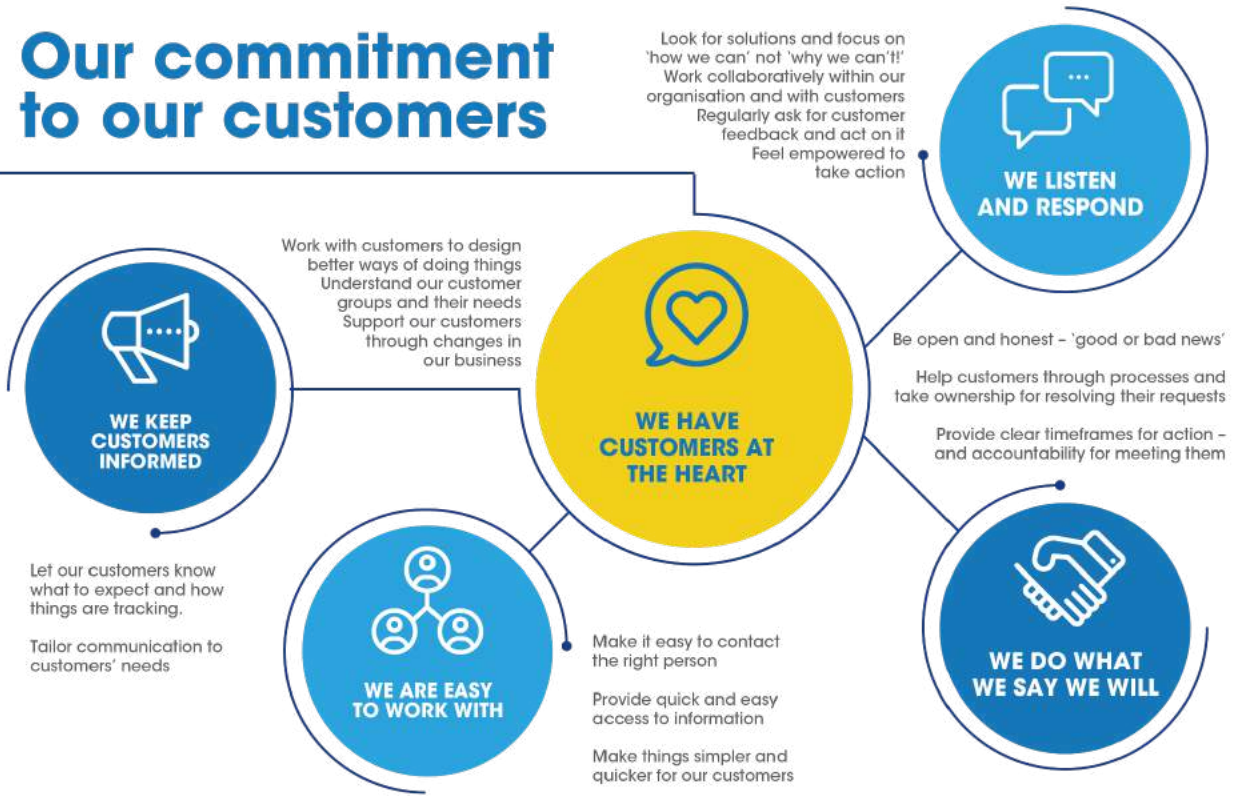 Our commitment
to our customers
Look for solutions and focus on
'how we can' not 'why we can't!'
Work collaboratively within our
organisation and with customers
Regularly ask for customer
feedback and act on it
Feel empowered to
take action
WE LISTEN
AND RESPOND
Work with customers to design
better ways of doing things
Understand our customer
groups and their needs
Support our customers
through changes in
our business
WE HAVE
CUSTOMERS AT
THE HEART
WE KEEP
CUSTOMERS
INFORMED
Let our customers know
what to expect and how
things are tracking.
Tailor communication to
customers' needs
Be open and honest – 'good or bad news'
Help customers through processes and
take ownership for resolving their requests
Provide clear timeframes for action –
and accountability for meeting them
WE DO WHAT
WE SAY WE WILL
WE ARE EASY
TO WORK WITH
Make it easy to contact
the right person
Provide quick and easy
access to information
Make things simpler and
quicker for our customers